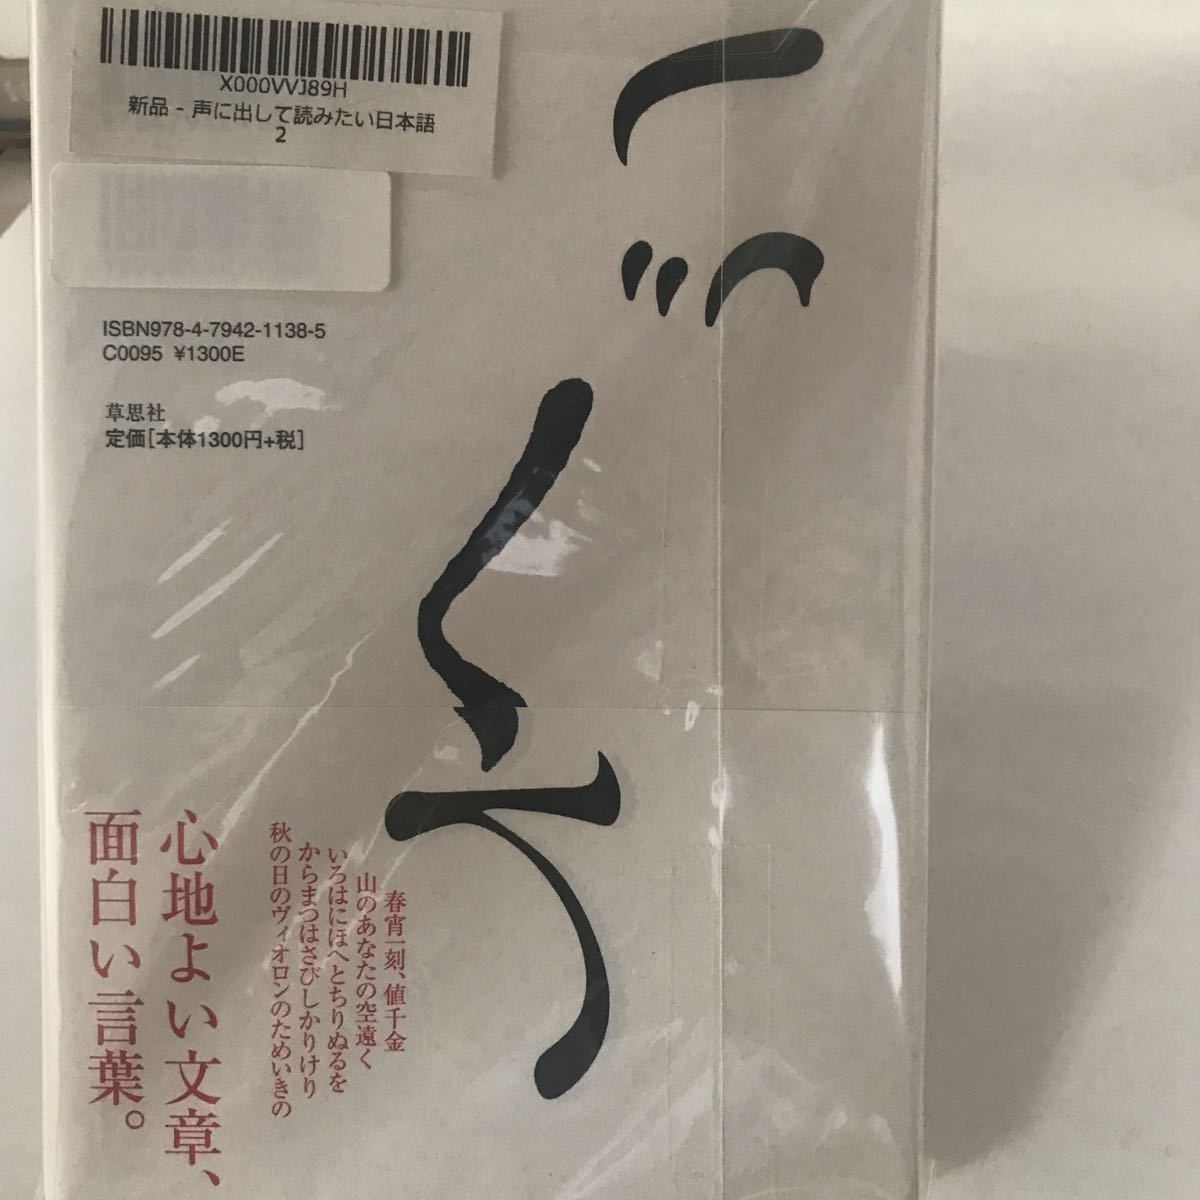 X000VVJ89H
新品 - 声に出して読みたい日本語
2
ISBN978-4-7942-1138-5
C0095 ¥1300E
草思社
定価[本体1300円+税]
春宵一刻、値千金
山のあなたの空遠く
いろはにほへとちりぬるを
からまつはさびしかりけり
秋の日のヴィオロンのためいきの
心地よい文章、
面白い言葉。